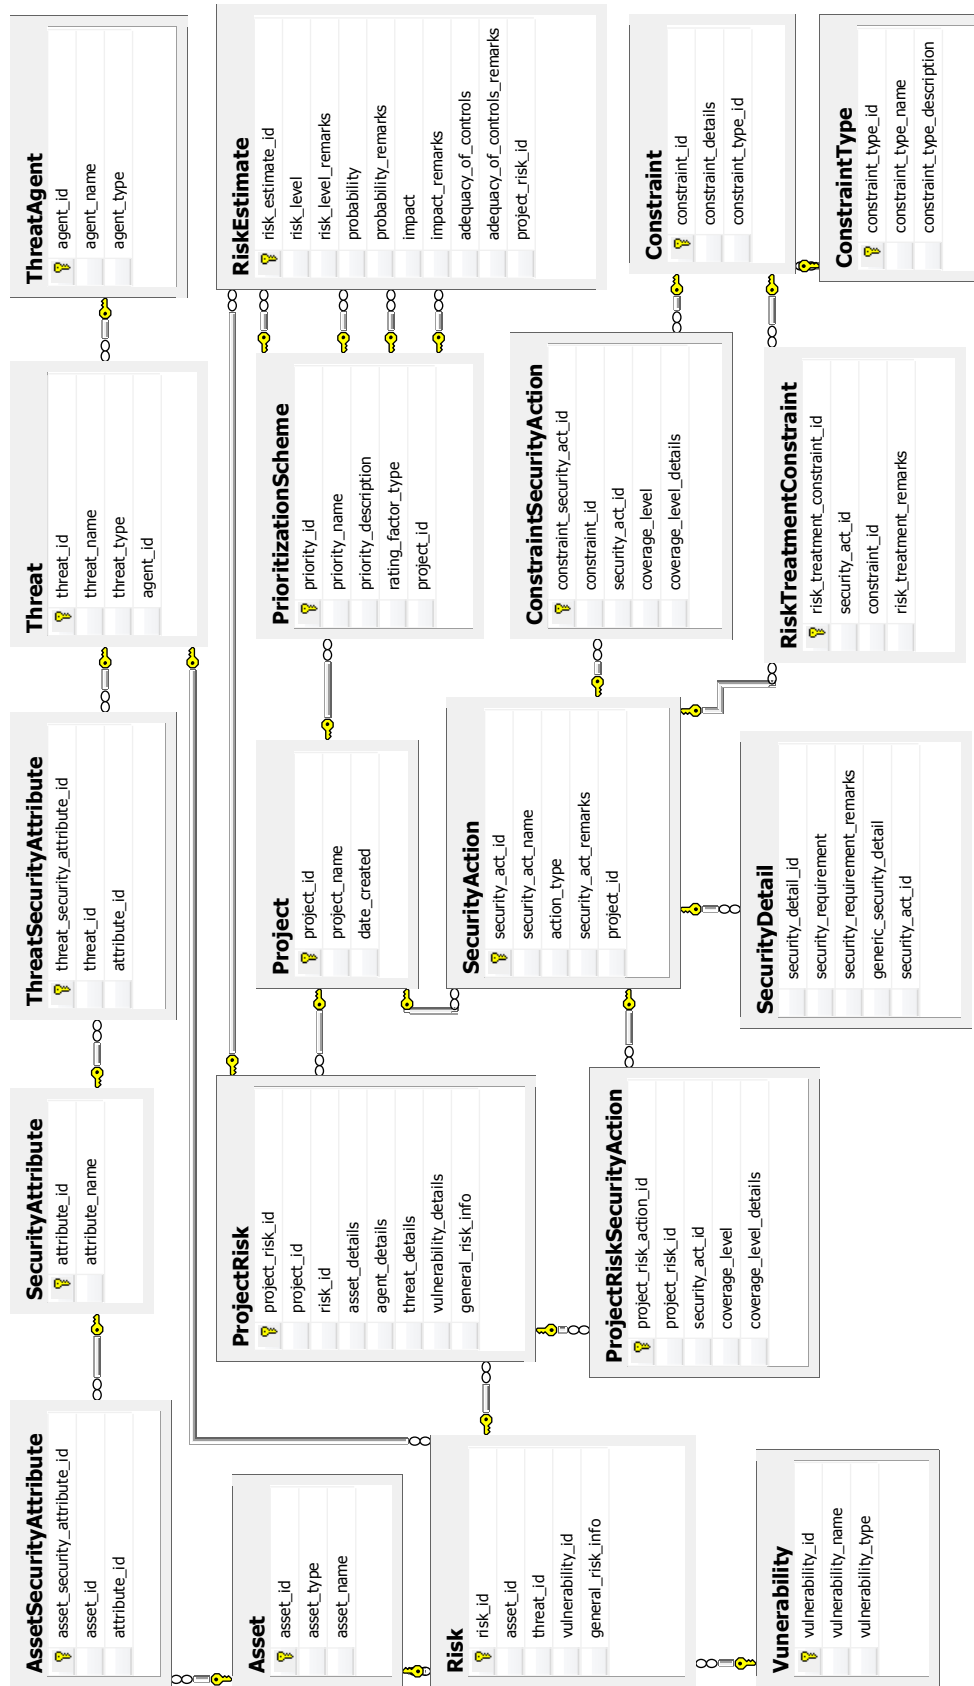 AssetSecurityAttribute
asset_security_attribute_id
asset_id
attribute_id
SecurityAttribute
attribute_id
attribute_name
ThreatSecurityAttribute
threat_security_attribute_id
threat_id
attribute_id
Threat
threat_id
threat_name
threat_type
agent_id
ThreatAgent
agent_id
agent_name
agent_type
Asset
asset_id
asset_type
asset_name
ProjectRisk
project_risk_id
project_id
risk_id
asset_details
agent_details
threat_details
vulnerability_details
general_risk_info
Project
project_id
project_name
date_created
PrioritizationScheme
priority_id
priority_name
priority_description
rating_factor_type
project_id
RiskEstimate
risk_estimate_id
risk_level
risk_level_remarks
probability
probability_remarks
impact
impact_remarks
adequacy_of_controls
adequacy_of_controls_remarks
project_risk_id
Risk
risk_id
asset_id
threat_id
vulnerability_id
general_risk_info
SecurityAction
security_act_id
security_act_name
action_type
security_act_remarks
project_id
ConstraintSecurityAction
constraint_security_act_id
constraint_id
security_act_id
coverage_level
coverage_level_details
Constraint
constraint_id
constraint_details
constraint_type_id
ProjectRiskSecurityAction
project_risk_action_id
project_risk_id
security_act_id
coverage_level
coverage_level_details
Vunerability
vulnerability_id
vulnerability_name
vulnerability_type
SecurityDetail
security_detail_id
security_requirement
security_requirement_remarks
generic_security_detail
security_act_id
RiskTreatmentConstraint
risk_treatment_constraint_id
security_act_id
constraint_id
risk_treatment_remarks
ConstraintType
constraint_type_id
constraint_type_name
constraint_type_description